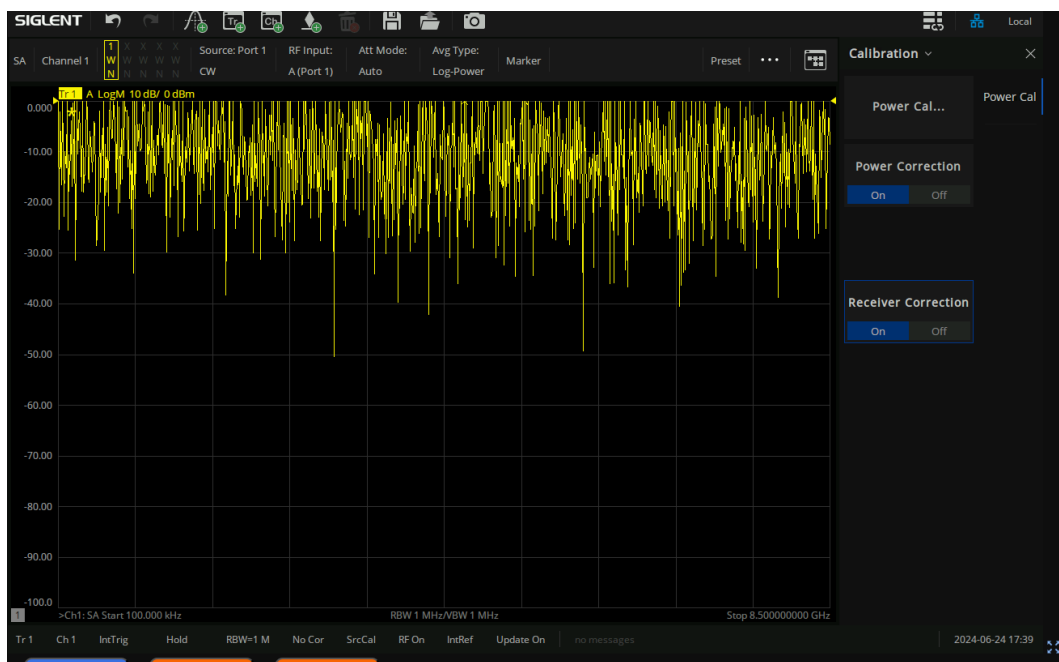 SIGLENT Tr Ch Local
SA Channel 1 1 X X X X Source: Port 1 RF Input: Att Mode: Avg Type: Marker Preset ••• Calibration
W W W W W
N N N N N CW A (Port 1) Auto Log-Power
Tr 1 A LogM 10 dB/ 0 dBm
Power Cal... Power Cal
0.000
-10.00
Power Correction
On Off
-20.00
-30.00
-40.00
Receiver Correction
On Off
-50.00
-60.00
-70.00
-80.00
-90.00
-100.0
1 >Ch1: SA Start 100.000 kHz RBW 1 MHz/VBW 1 MHz Stop 8.500000000 GHz
Tr 1 Ch 1 IntTrig Hold RBW=1 M No Cor SrcCal RF On IntRef Update On no messages 2024-06-24 17:39